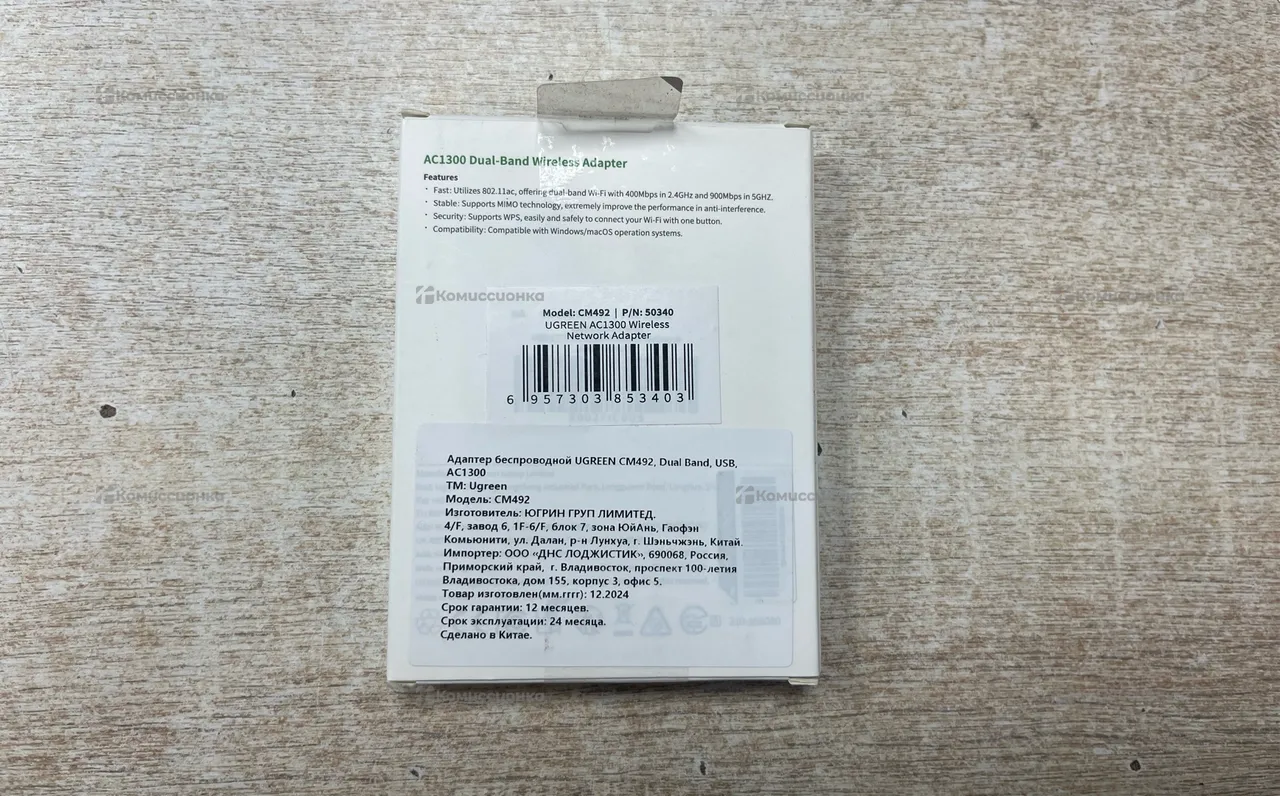 AC1300 Dual-Band Wireless Adapter
Features
· Fast: Utilizes 802.11ac, offering dual-band Wi-Fi with 400Mbps in 2.4GHz and 900Mbps in 5GHZ.
· Stable: Supports MIMO technology, extremely improve the performance in anti-interference.
· Security: Supports WPS, easily and safely to connect your Wi-Fi with one button.
· Compatibility: Compatible with Windows/macOS operation systems.
Комиссионка
Комиссионка
Комиссионка
Model: CM492 | P/N: 50340
UGREEN AC1300 Wireless
Network Adapter
6 957303 853403
Адаптер беспроводной UGREEN CM492, Dual Band, USB,
AC1300
ТМ: Ugreen
Модель: CM492
Изготовитель: ЮГРИН ГРУП ЛИМИТЕД.
4/F, завод 6, 1F-6/F, блок 7, зона ЮйАнь, Гаофэн
Комьюнити, ул. Далан, р-н Лунхуа, г. Шэньчжэнь, Китай.
Импортер: ООО «ДНС ЛОДЖИСТИК», 690068, Россия,
Приморский край, г. Владивосток, проспект 100-летия
Владивостока, дом 155, корпус 3, офис 5.
Товар изготовлен(мм.гггг): 12.2024
Срок гарантии: 12 месяцев.
Срок эксплуатации: 24 месяца.
Сделано в Китае.
Комиссионка
Комисс
Комиссионка